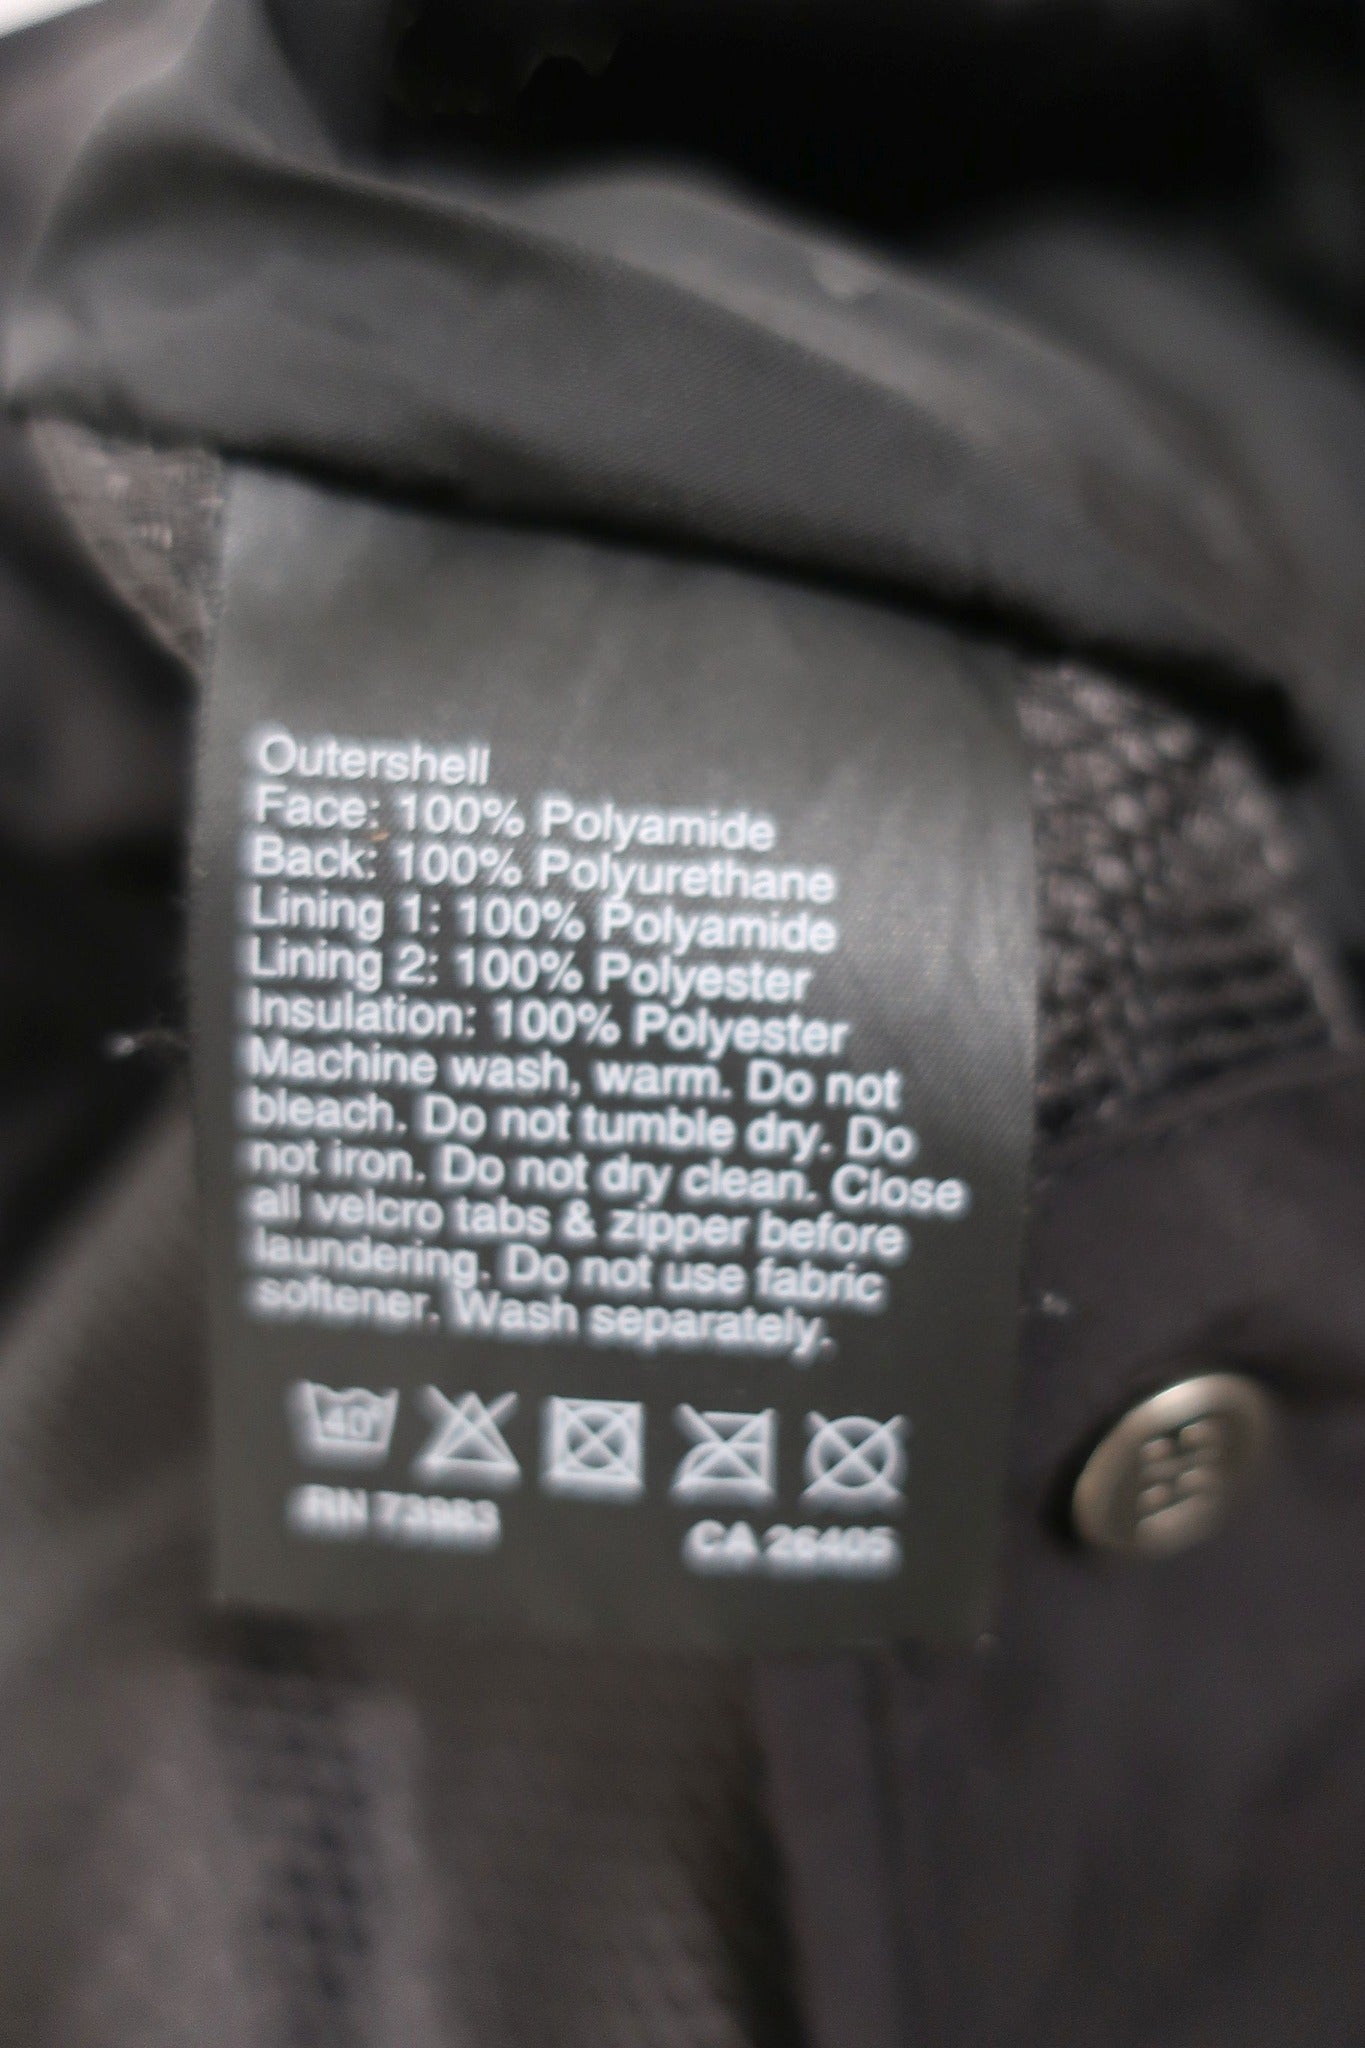 Outershell
Face: 100% Polyamide
Back: 100% Polyurethane
Lining 1: 100% Polyamide
Lining 2: 100% Polyester
Insulation: 100% Polyester
Machine wash, warm. Do not
bleach. Do not tumble dry. Do
not iron. Do not dry clean. Close
all velcro tabs & zipper before
laundering. Do not use fabric
softener. Wash separately.
40°
RN 73983 CA 26405